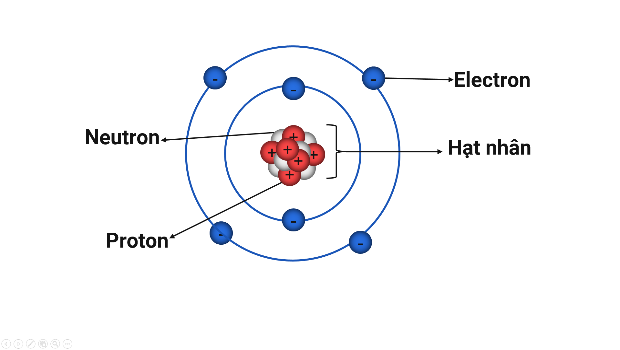 Electron
Neutron
Hạt nhân
Proton
- - - - - -
+ + + + + +